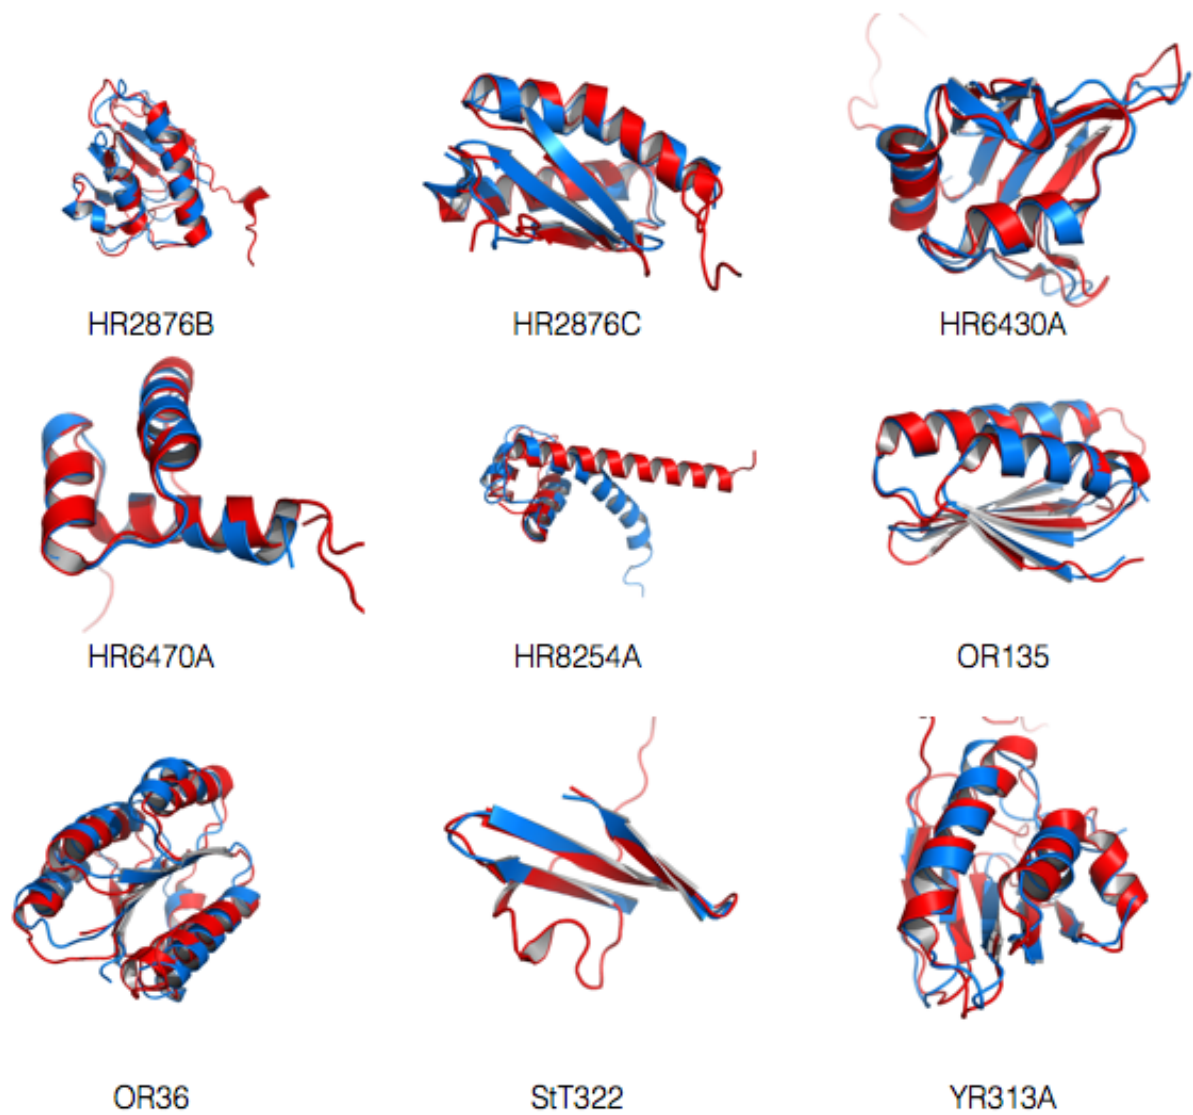 HR2876B
HR2876C
HR6430A
HR6470A
HR8254A
OR135
OR36
StT322
YR313A